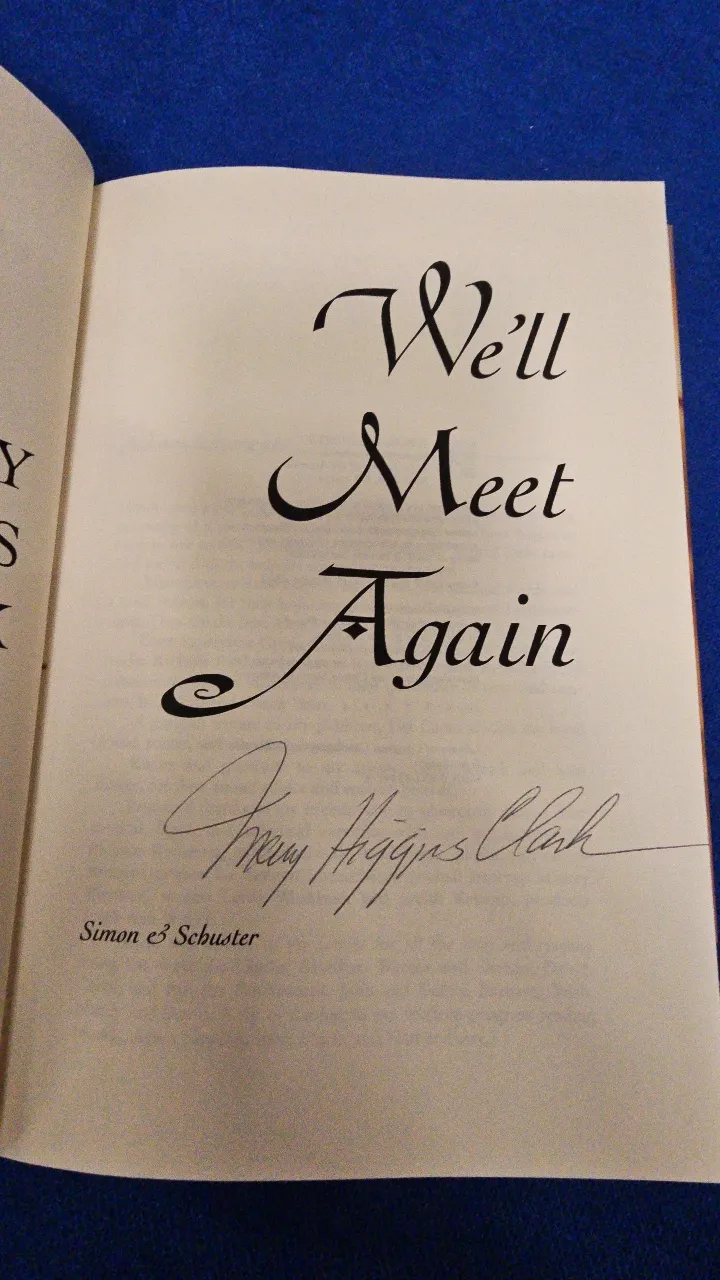 Y
S
We'll
Meet
Again
Mary Higgins Clark
Simon & Schuster